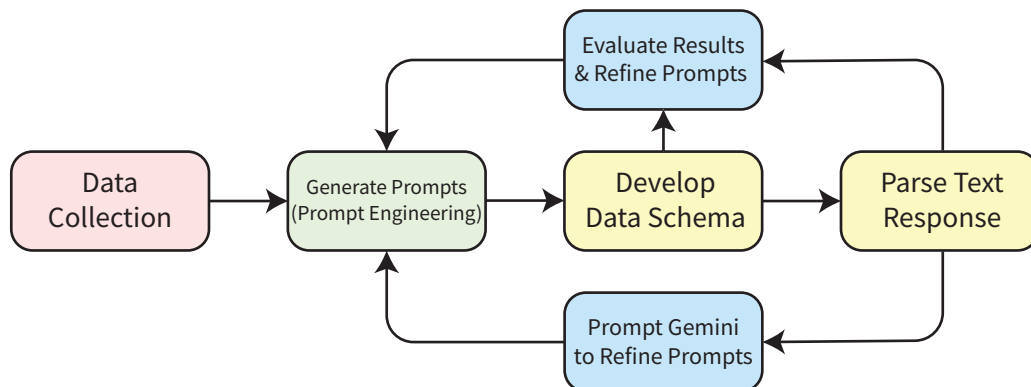 Evaluate Results
& Refine Prompts
Data
Collection
Generate Prompts
(Prompt Engineering)
Develop
Data Schema
Parse Text
Response
Prompt Gemini
to Refine Prompts